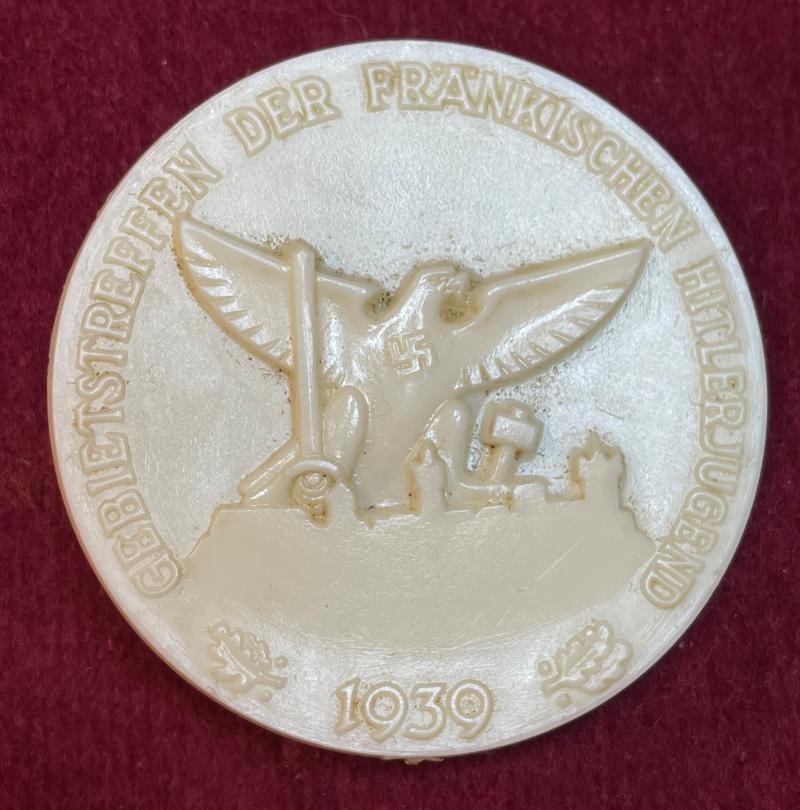 GEBIETSTREFFEN DER FRÄNKISCHEN HITLERJUGEND
1939